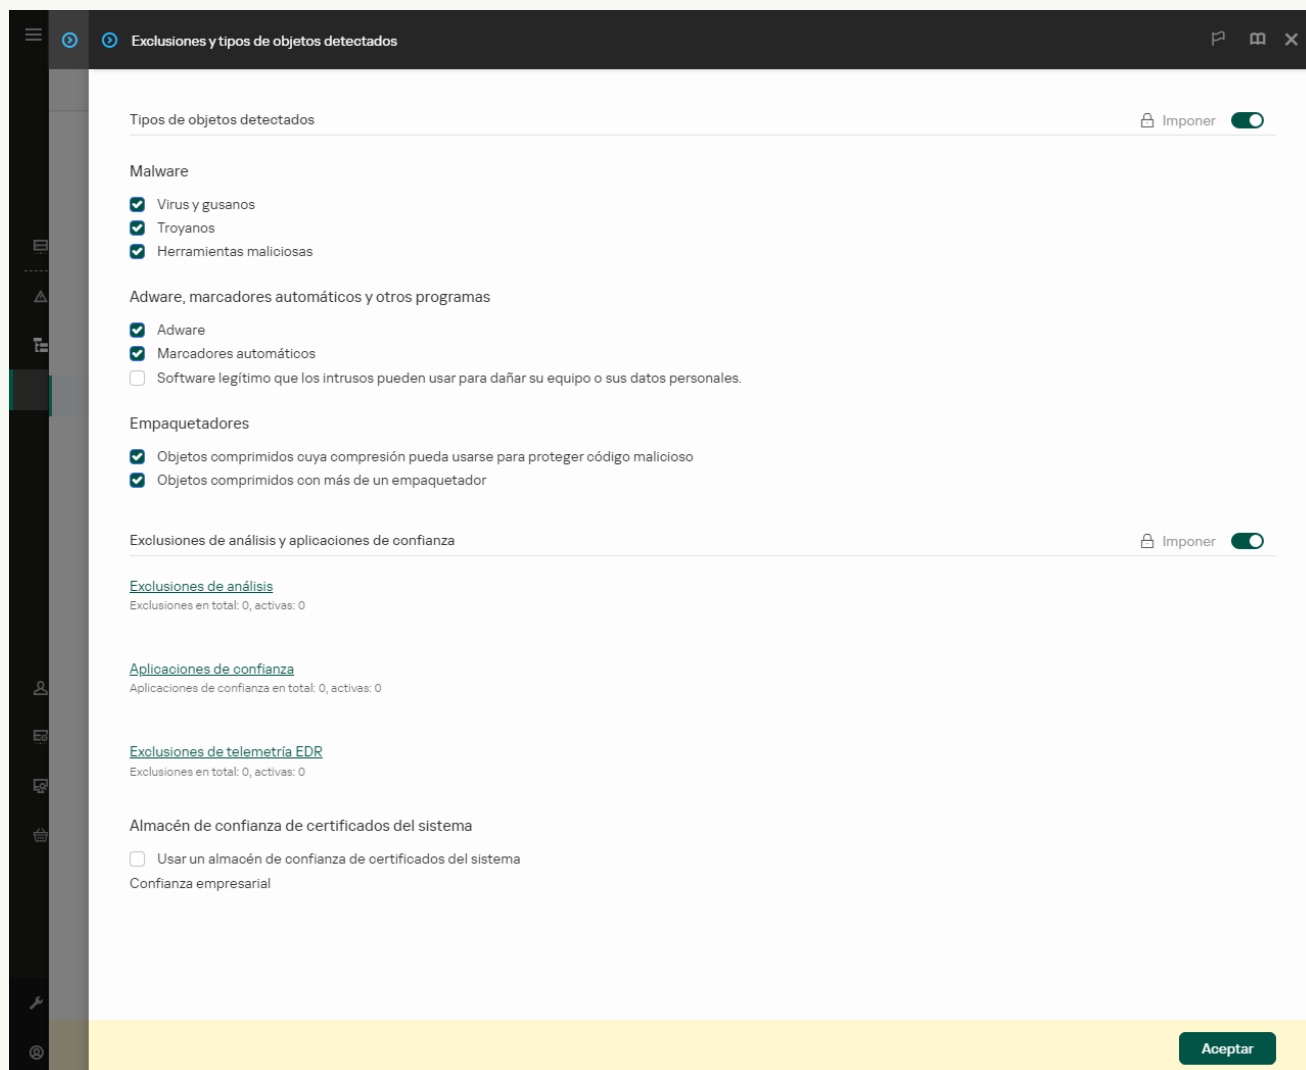 Exclusiones y tipos de objetos detectados
Tipos de objetos detectados
Imponer
Malware
Virus y gusanos
Troyanos
Herramientas maliciosas
Adware, marcadores automáticos y otros programas
Adware
Marcadores automáticos
Software legítimo que los intrusos pueden usar para dañar su equipo o sus datos personales.
Empaquetadores
Objetos comprimidos cuya compresión pueda usarse para proteger código malicioso
Objetos comprimidos con más de un empaquetador
Exclusiones de análisis y aplicaciones de confianza
Imponer
Exclusiones de análisis
Exclusiones en total: 0, activas: 0
Aplicaciones de confianza
Aplicaciones de confianza en total: 0, activas: 0
Exclusiones de telemetría EDR
Exclusiones en total: 0, activas: 0
Almacén de confianza de certificados del sistema
Usar un almacén de confianza de certificados del sistema
Confianza empresarial
Aceptar